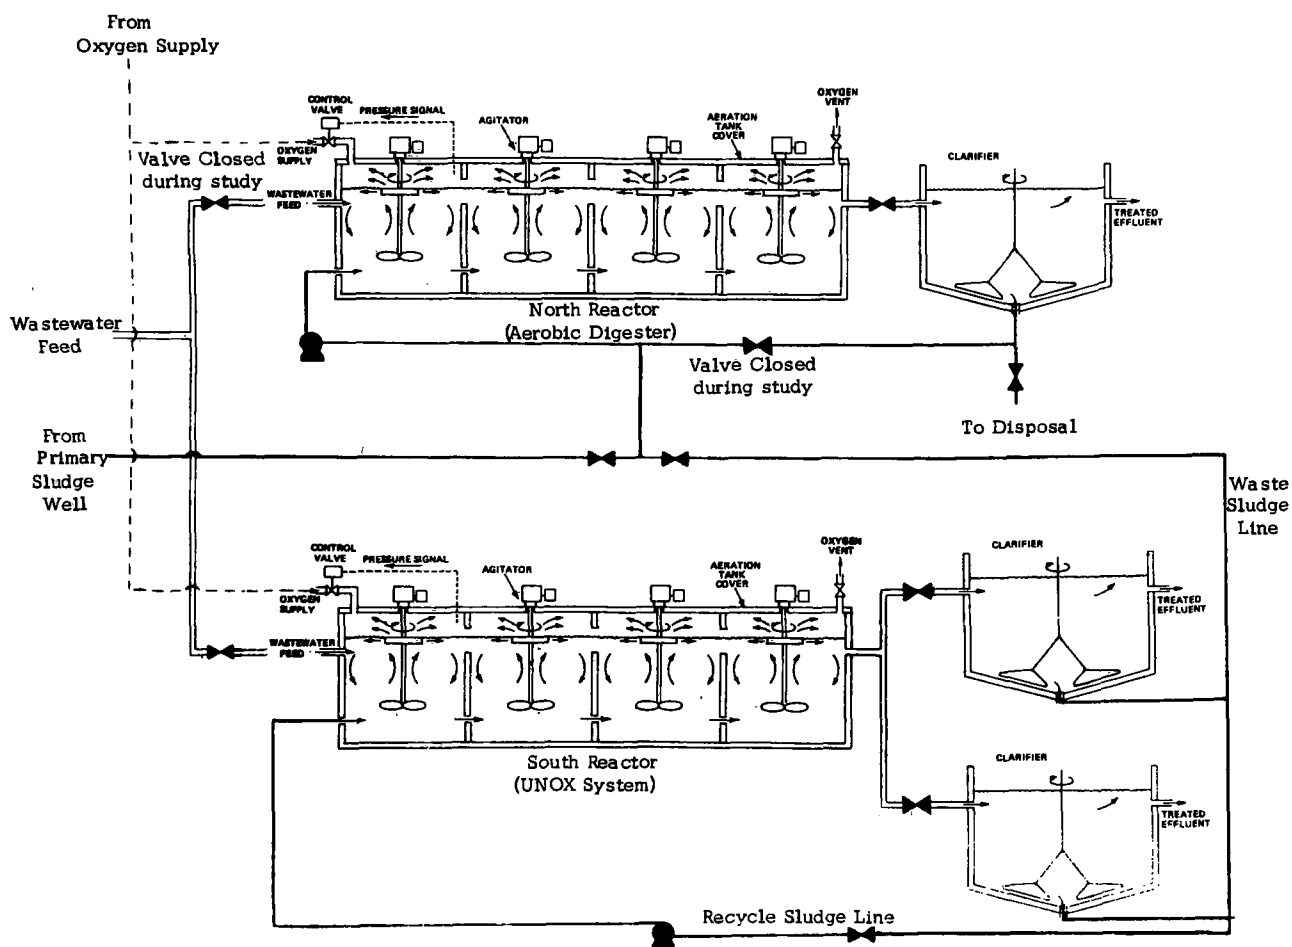 From
Oxygen Supply
CONTROL
VALVE
PRESSURE SIGNAL
AGITATOR
AERATION
TANK
COVER
OXYGEN
VENT
OXYGEN
SUPPLY
Valve Closed
during study
WASTEWATER
FEED
CLARIFIER
TREATED
EFFLUENT
North Reactor
(Aerobic Digester)
Wastewater
Feed
Valve Closed
during study
To Disposal
From
Primary
Sludge
Well
Waste
Sludge
Line
CONTROL
VALVE
PRESSURE SIGNAL
AGITATOR
AERATION
TANK
COVER
OXYGEN
VENT
OXYGEN
SUPPLY
WASTEWATER
FEED
CLARIFIER
TREATED
EFFLUENT
South Reactor
(UNOX System)
CLARIFIER
TREATED
EFFLUENT
Recycle Sludge Line